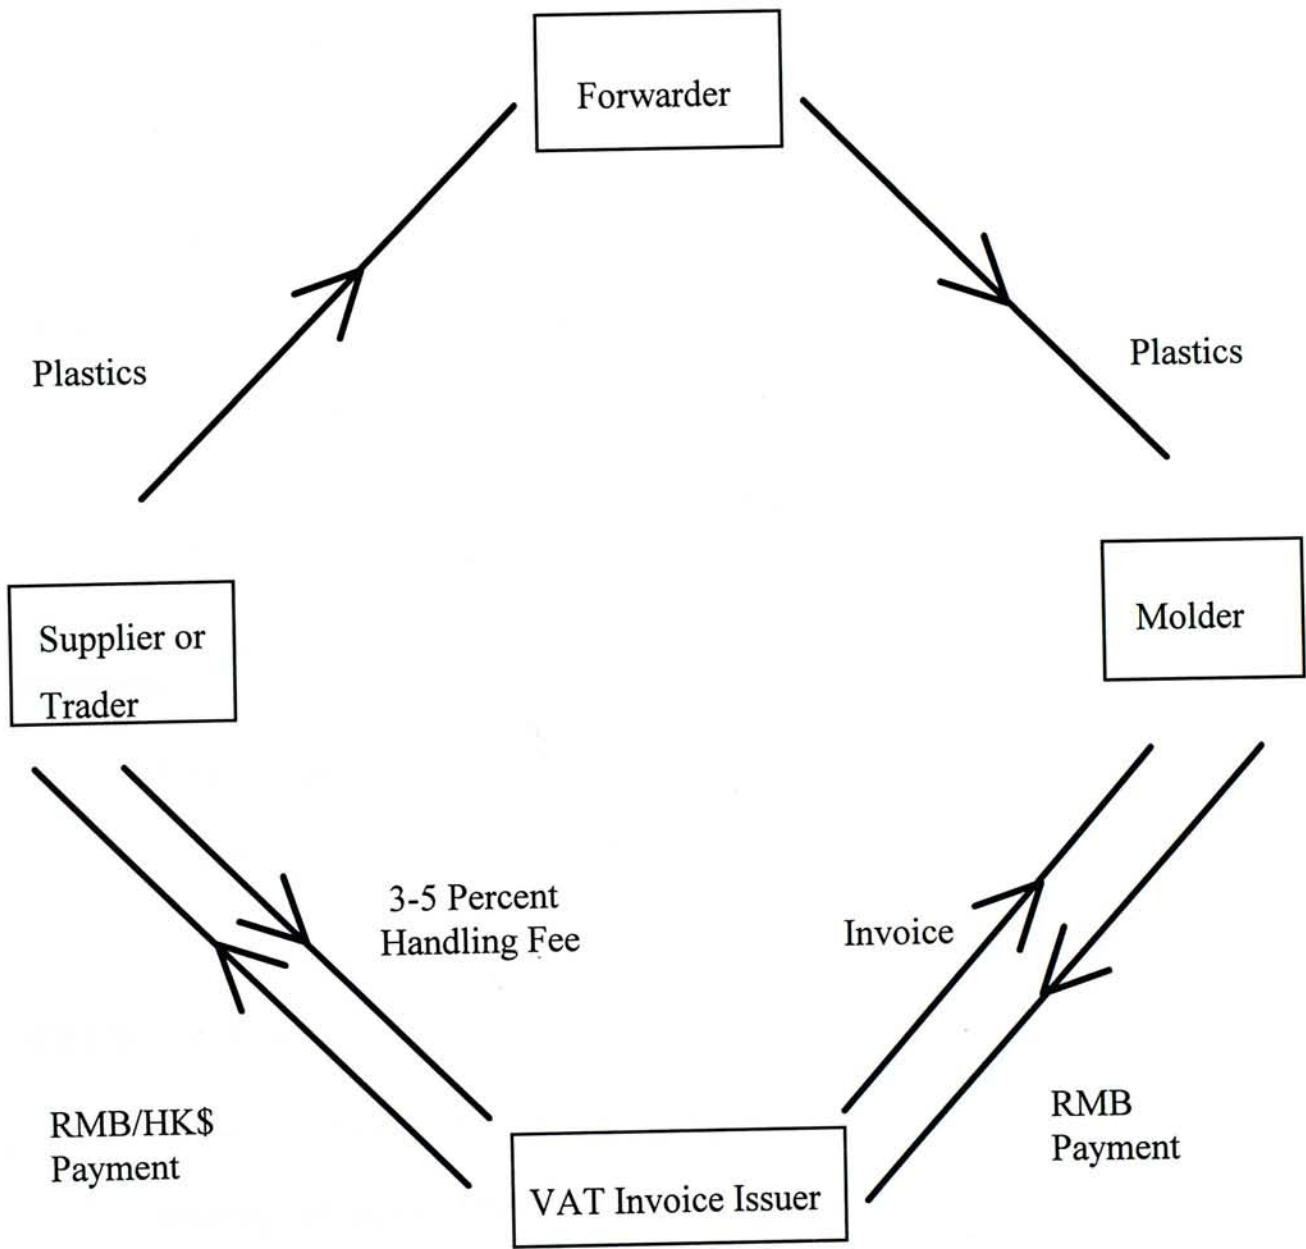 Forwarder
Plastics
Plastics
Supplier or
Trader
Molder
3-5 Percent
Handling Fee
Invoice
RMB/HK$
Payment
RMB
Payment
VAT Invoice Issuer